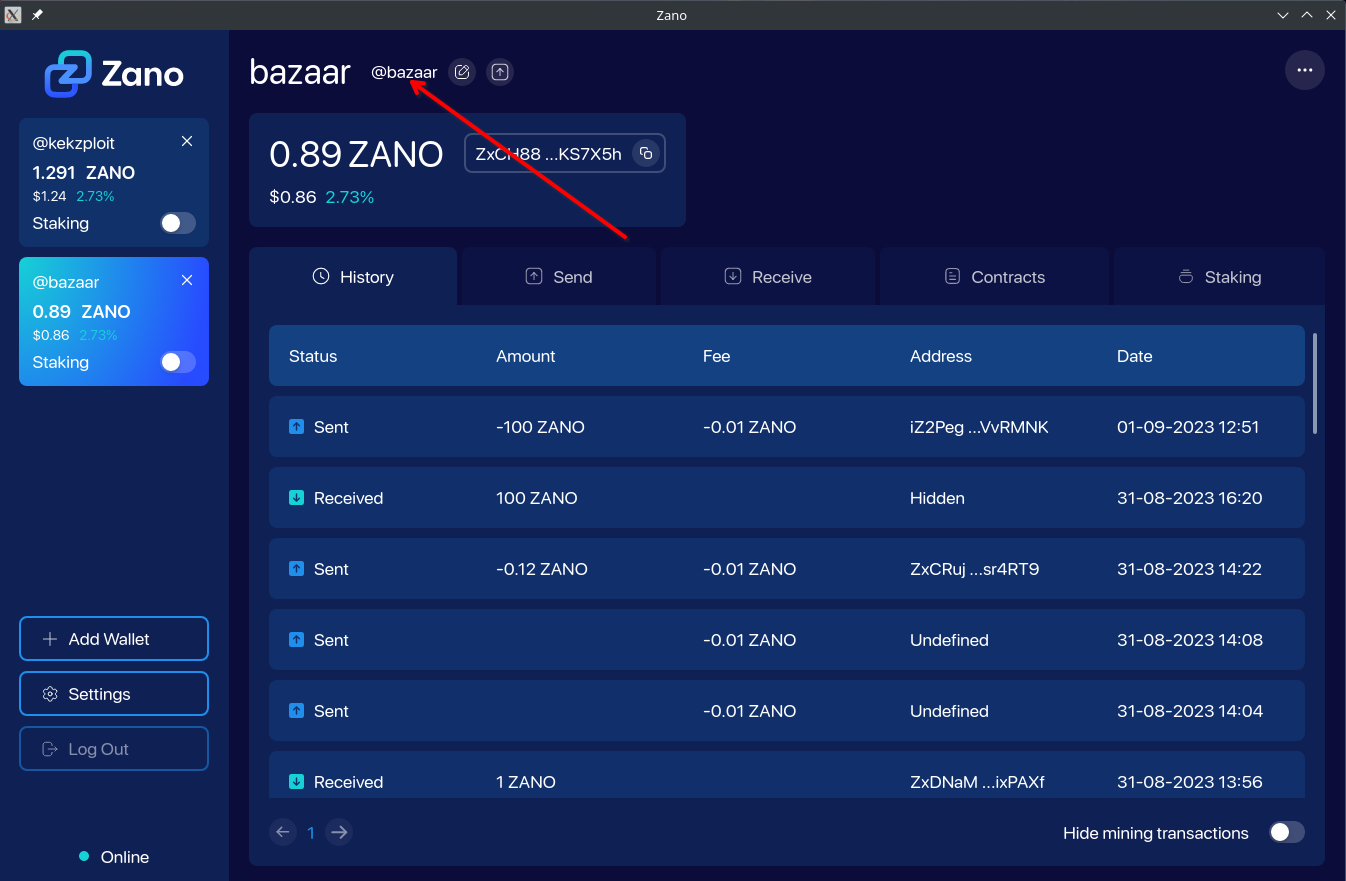 Zano
Zano
@kekzploit
1.291 ZANO
$1.24 2.73%
Staking
@bazaar
0.89 ZANO
$0.86 2.73%
Staking
Add Wallet
Settings
Log Out
Online
bazaar @bazaar
0.89 ZANO ZxCH88 ...KS7X5h
$0.86 2.73%
History Send Receive Contracts Staking
Status Amount Fee Address Date
Sent -100 ZANO -0.01 ZANO iZ2Peg ...VvRMNK 01-09-2023 12:51
Received 100 ZANO Hidden 31-08-2023 16:20
Sent -0.12 ZANO -0.01 ZANO ZxCRuj ...sr4RT9 31-08-2023 14:22
Sent -0.01 ZANO Undefined 31-08-2023 14:08
Sent -0.01 ZANO Undefined 31-08-2023 14:04
Received 1 ZANO ZxDNaM ...ixPAXf 31-08-2023 13:56
1 Hide mining transactions